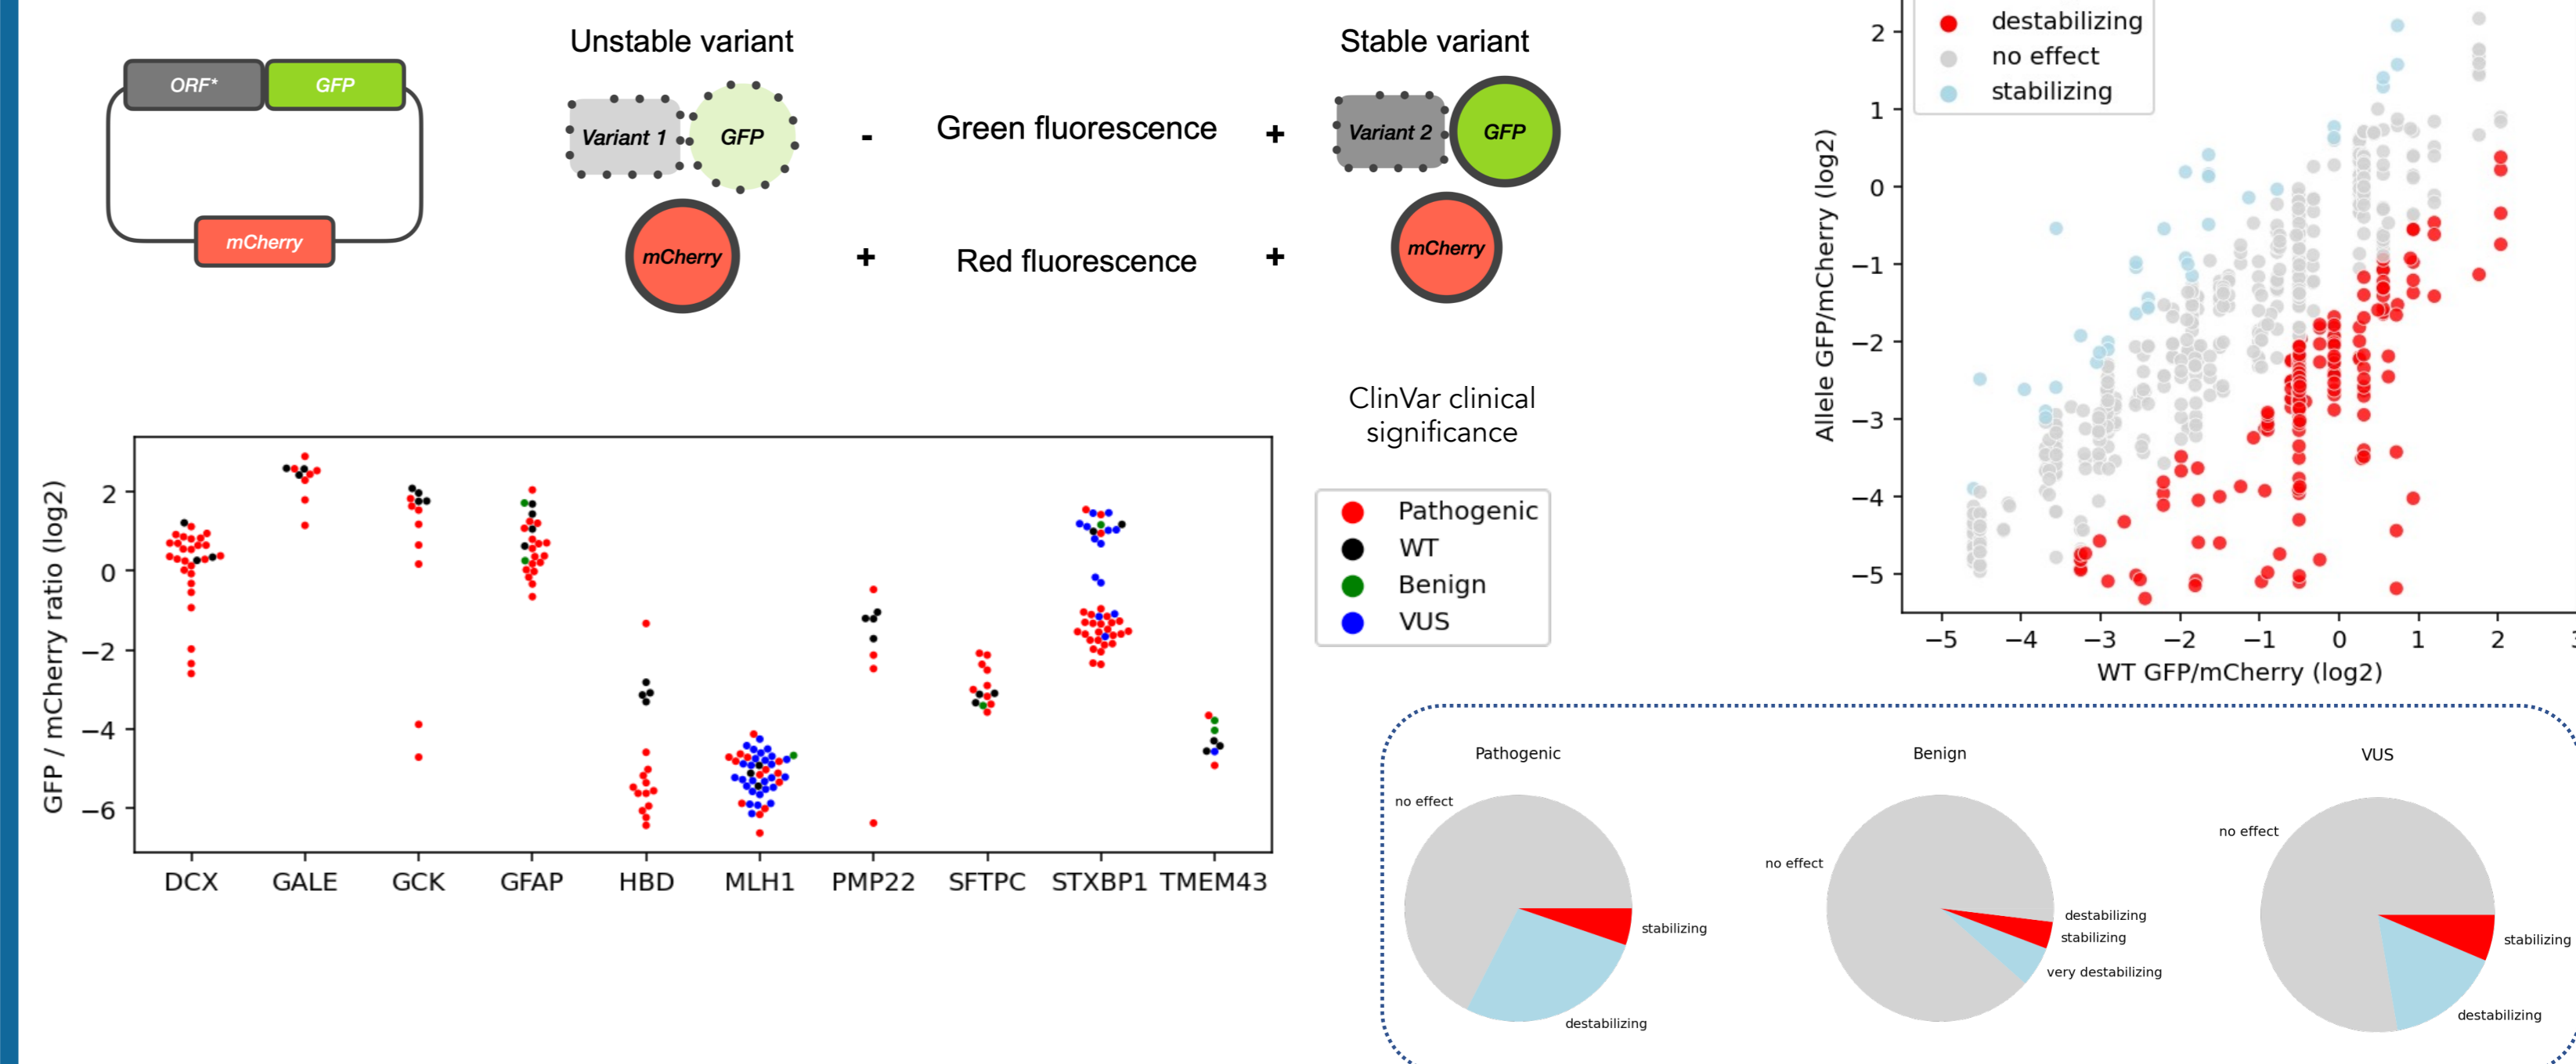 ORF*
GFP
mCherry
Unstable variant
Stable variant
Variant 1
GFP
-
Green fluorescence
+
Variant 2
GFP
mCherry
+
Red fluorescence
+
mCherry
GFP / mCherry ratio (log2)
2
0
−2
−4
−6
DCX
GALE
GCK
GFAP
HBD
MLH1
PMP22
SFTPC
STXBP1
TMEM43
ClinVar clinical
significance
Pathogenic
WT
Benign
VUS
destabilizing
no effect
stabilizing
Allele GFP/mCherry (log2)
2
1
0
−1
−2
−3
−4
−5
−5
−4
−3
−2
−1
0
1
2
WT GFP/mCherry (log2)
Pathogenic
no effect
stabilizing
destabilizing
Benign
no effect
destabilizing
stabilizing
very destabilizing
VUS
no effect
stabilizing
destabilizing